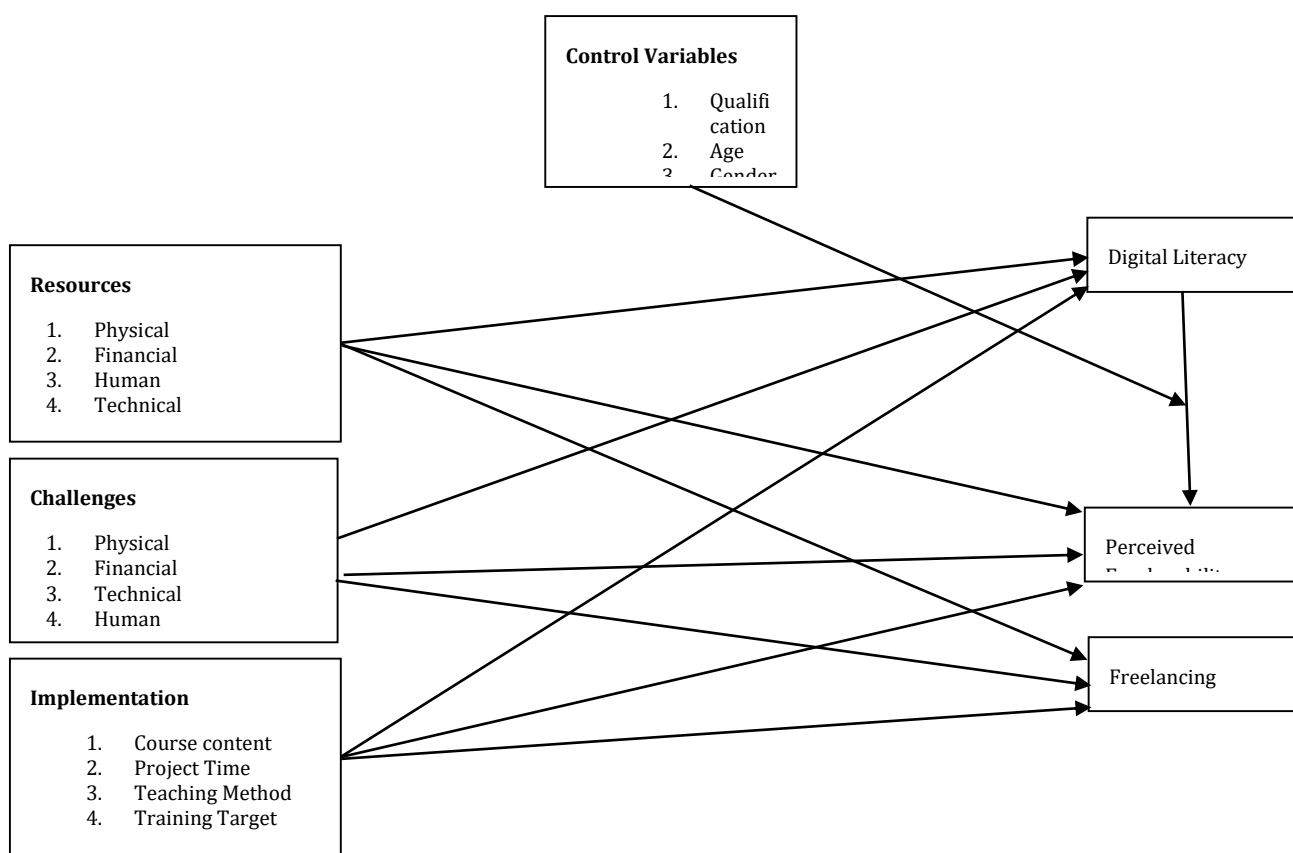 Control Variables
1. Qualifi
cation
2. Age
3. Gender
Digital Literacy
Resources
1. Physical
2. Financial
3. Human
4. Technical
Challenges
1. Physical
2. Financial
3. Technical
4. Human
Perceived
Freelancing
Implementation
1. Course content
2. Project Time
3. Teaching Method
4. Training Target